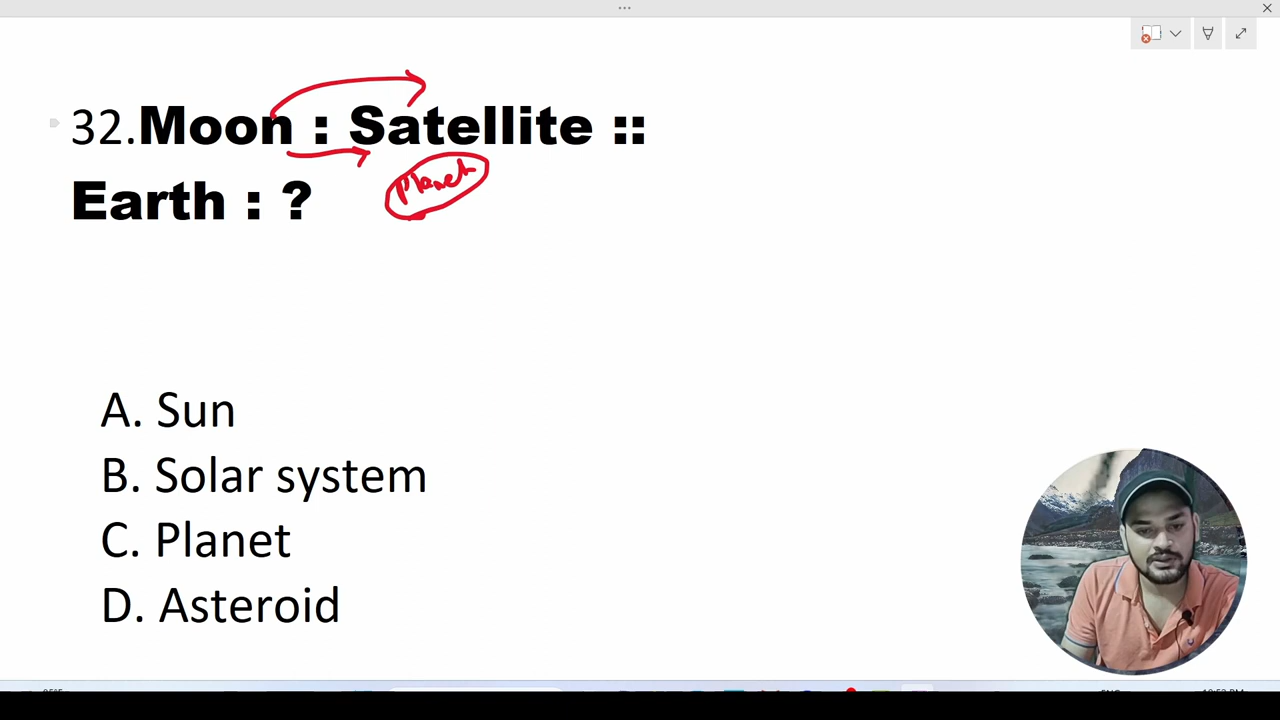 32.Moon : Satellite ::
Earth : ?
Planet
A. Sun
B. Solar system
C. Planet
D. Asteroid